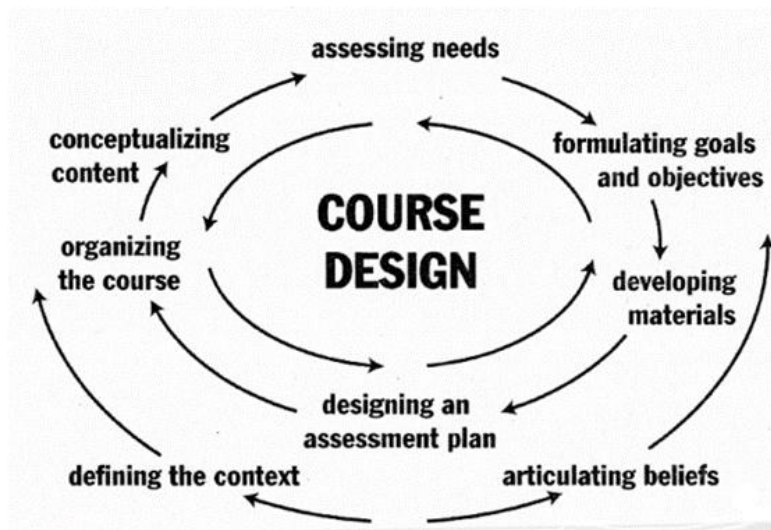 assessing needs
conceptualizing
content
formulating goals
and objectives
COURSE
DESIGN
organizing
the course
developing
materials
designing an
assessment plan
defining the context
articulating beliefs